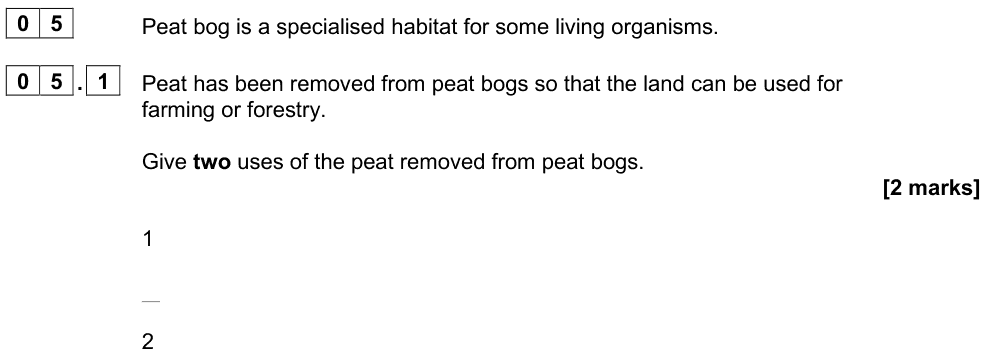 0 5 Peat bog is a specialised habitat for some living organisms.
0 5 . 1 Peat has been removed from peat bogs so that the land can be used for
farming or forestry.
Give two uses of the peat removed from peat bogs.
[2 marks]
1
2